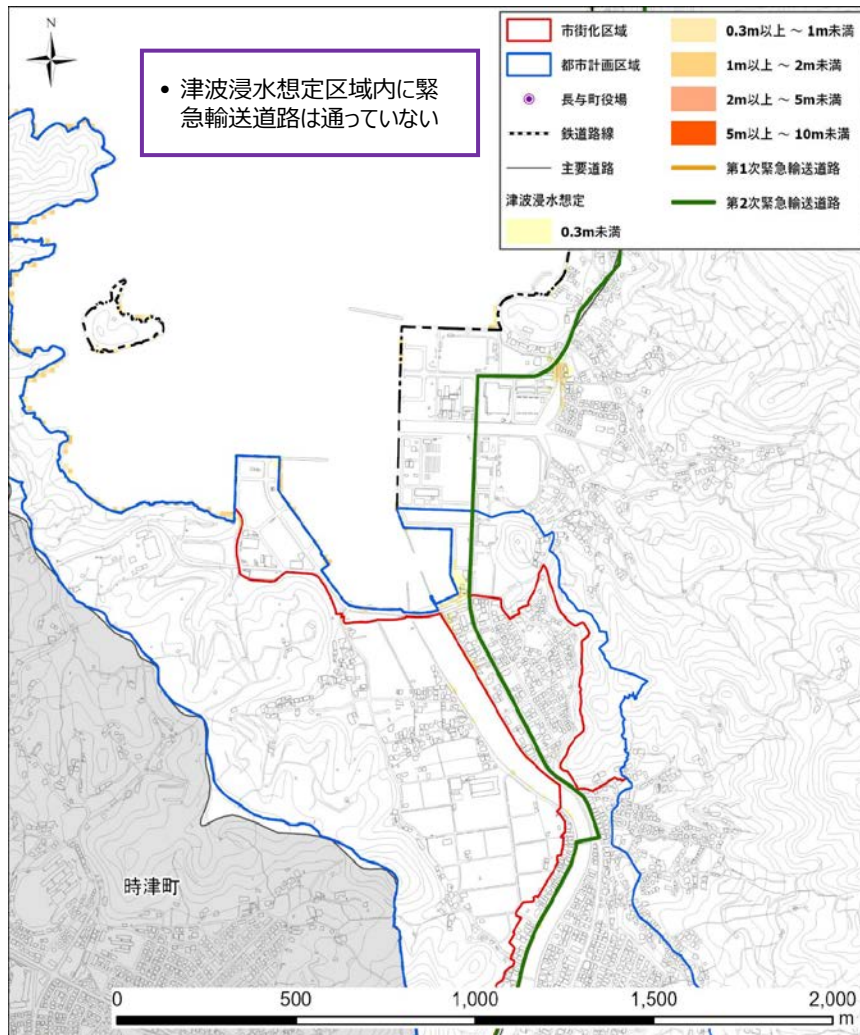 N
• 津波浸水想定区域内に緊
急輸送道路は通っていない
市街化区域
都市計画区域
長与町役場
鉄道路線
主要道路
津波浸水想定
0.3m未満
0.3m以上 ～ 1m未満
1m以上 ～ 2m未満
2m以上 ～ 5m未満
5m以上 ～ 10m未満
第1次緊急輸送道路
第2次緊急輸送道路
時津町
0 500 1,000 1,500 2,000
m